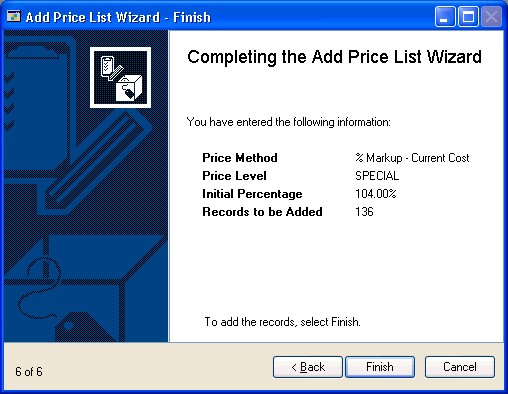 Add Price List Wizard - Finish
Completing the Add Price List Wizard
You have entered the following information:
Price Method % Markup - Current Cost
Price Level SPECIAL
Initial Percentage 104.00%
Records to be Added 136
To add the records, select Finish.
6 of 6 < Back Finish Cancel